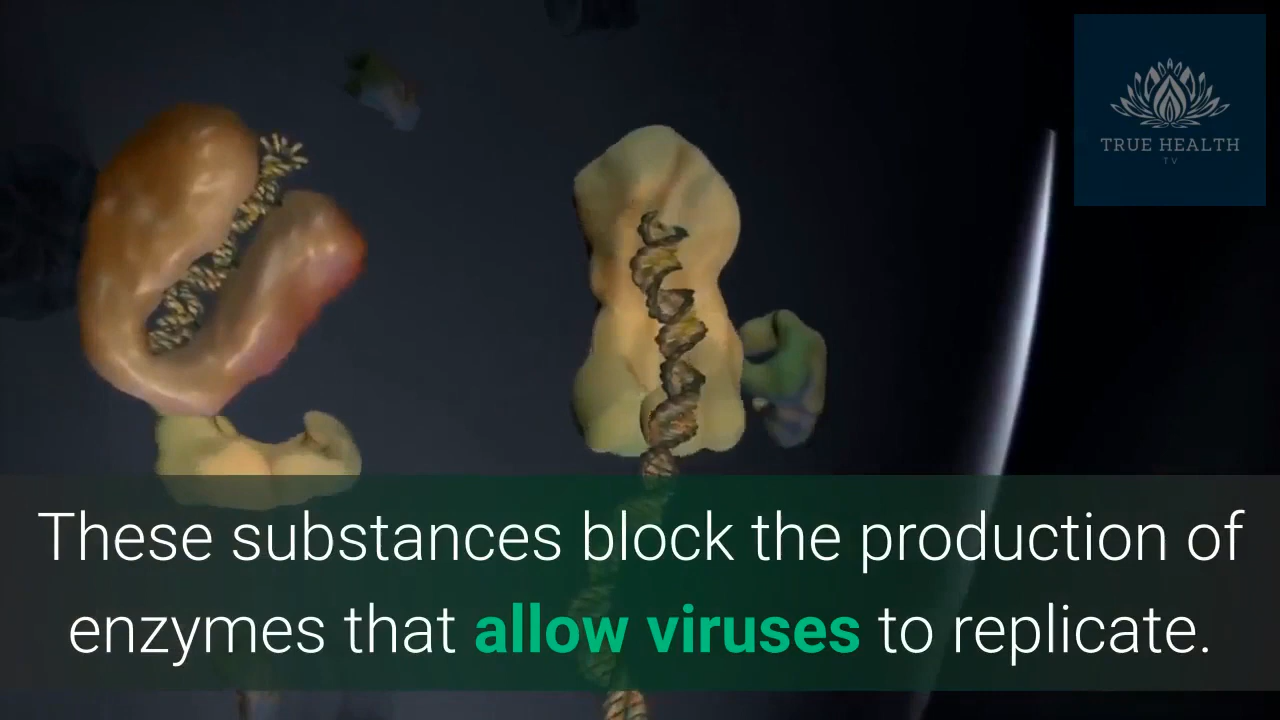 TRUE HEALTH
TV
These substances block the production of
enzymes that allow viruses to replicate.